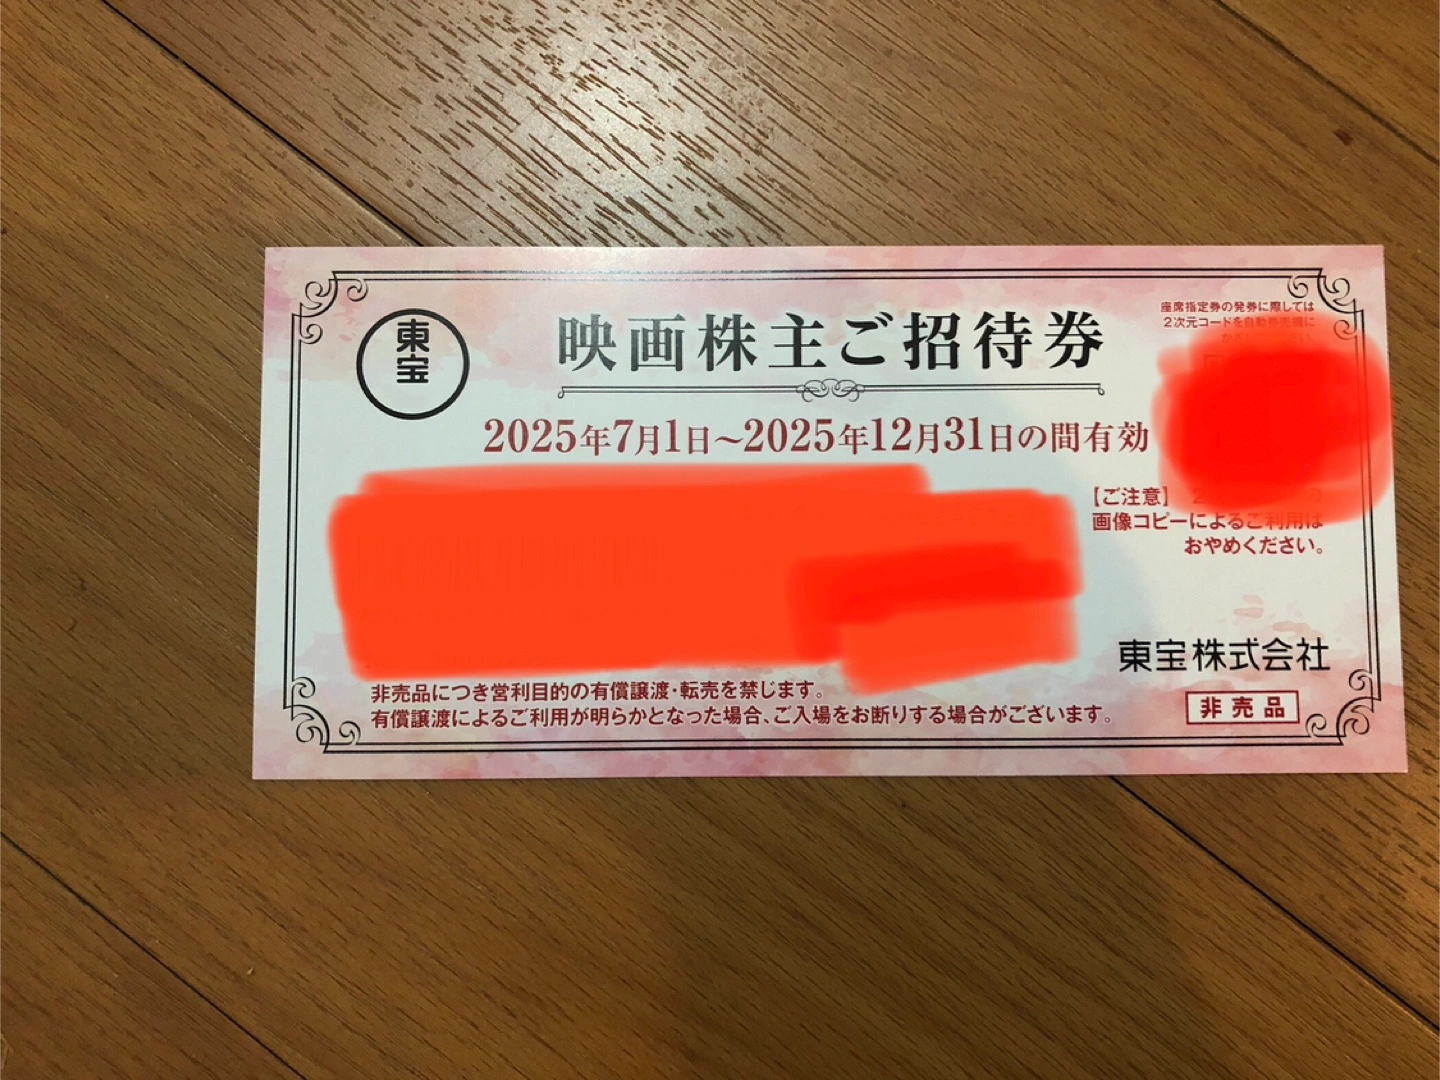 東宝
映画株主ご招待券
座席指定券の発券に際しては
2次元コードを自動券売機に
2025年7月1日～2025年12月31日の間有効
【ご注意】
画像コピーによるご利用は
おやめください。
東宝株式会社
非売品につき営利目的の有償譲渡・転売を禁じます。
有償譲渡によるご利用が明らかとなった場合、ご入場をお断りする場合がございます。
非売品